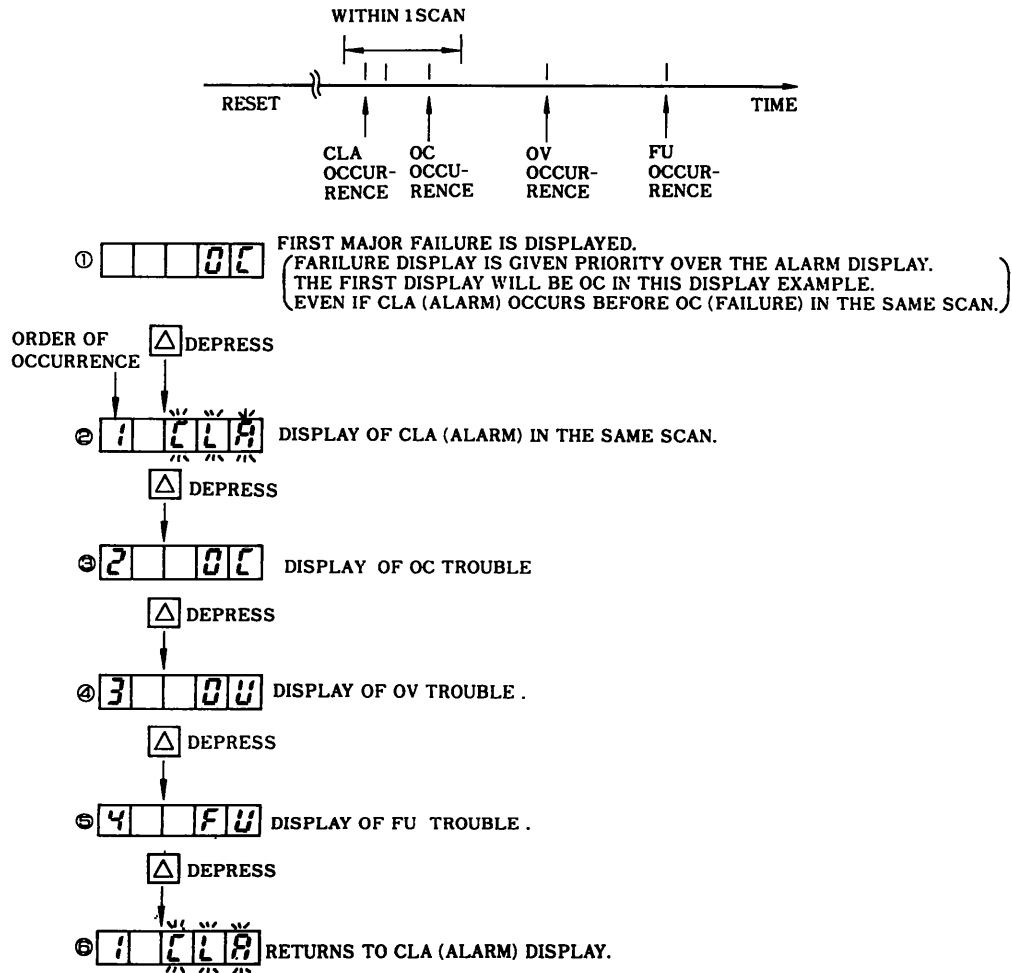 WITHIN 1 SCAN
RESET
TIME
CLA OCCUR- RENCE
OC OCCU- RENCE
OV OCCUR- RENCE
FU OCCUR- RENCE
① OC FIRST MAJOR FAILURE IS DISPLAYED.
(FARILURE DISPLAY IS GIVEN PRIORITY OVER THE ALARM DISPLAY.
THE FIRST DISPLAY WILL BE OC IN THIS DISPLAY EXAMPLE.
EVEN IF CLA (ALARM) OCCURS BEFORE OC (FAILURE) IN THE SAME SCAN.)
ORDER OF OCCURRENCE
△ DEPRESS
② 1 CLA DISPLAY OF CLA (ALARM) IN THE SAME SCAN.
△ DEPRESS
③ 2 OC DISPLAY OF OC TROUBLE
△ DEPRESS
④ 3 OU DISPLAY OF OV TROUBLE .
△ DEPRESS
⑤ 4 FU DISPLAY OF FU TROUBLE .
△ DEPRESS
⑥ 1 CLA RETURNS TO CLA (ALARM) DISPLAY.